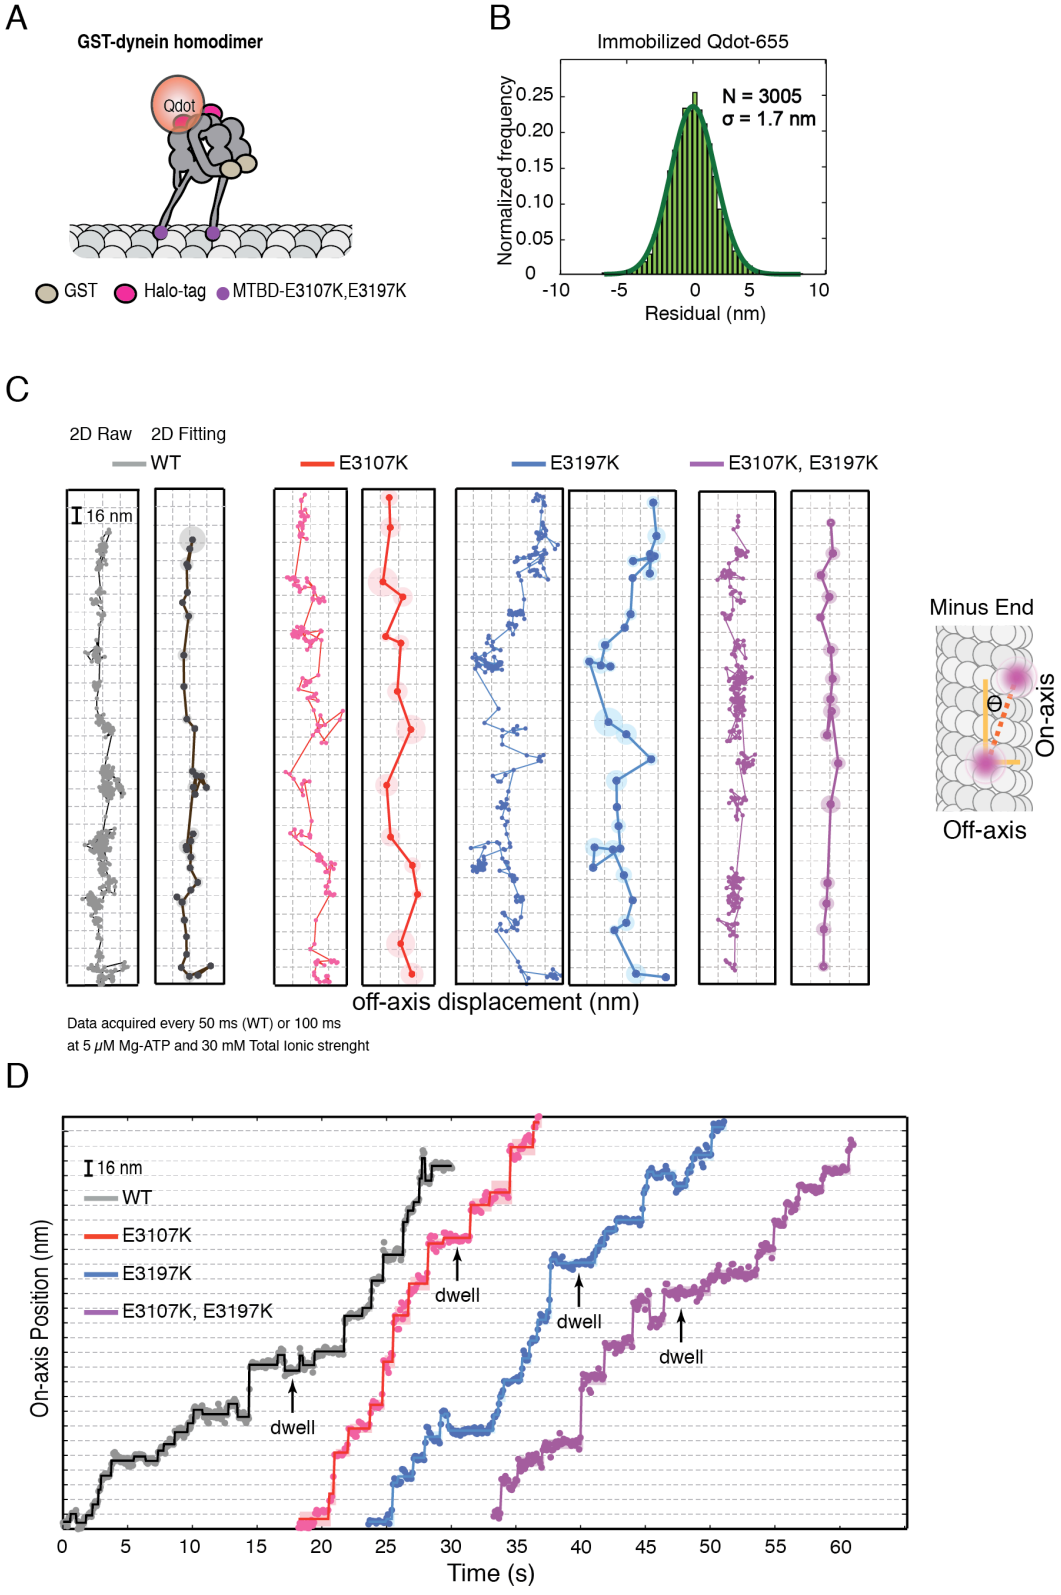 A
GST-dynein homodimer
Qdot
GST
Halo-tag
MTBD-E3107K,E3197K
B
Immobilized Qdot-655
Normalized frequency
0.25
0.20
0.15
0.10
0.05
0
N = 3005
σ = 1.7 nm
-10 -5 0 5 10
Residual (nm)
C
2D Raw 2D Fitting
WT
E3107K
E3197K
E3107K, E3197K
16 nm
Minus End
Θ
On-axis
Off-axis
off-axis displacement (nm)
Data acquired every 50 ms (WT) or 100 ms
at 5 µM Mg-ATP and 30 mM Total Ionic strenght
D
On-axis Position (nm)
16 nm
WT
E3107K
E3197K
E3107K, E3197K
dwell
dwell
dwell
dwell
0 5 10 15 20 25 30 35 40 45 50 55 60
Time (s)